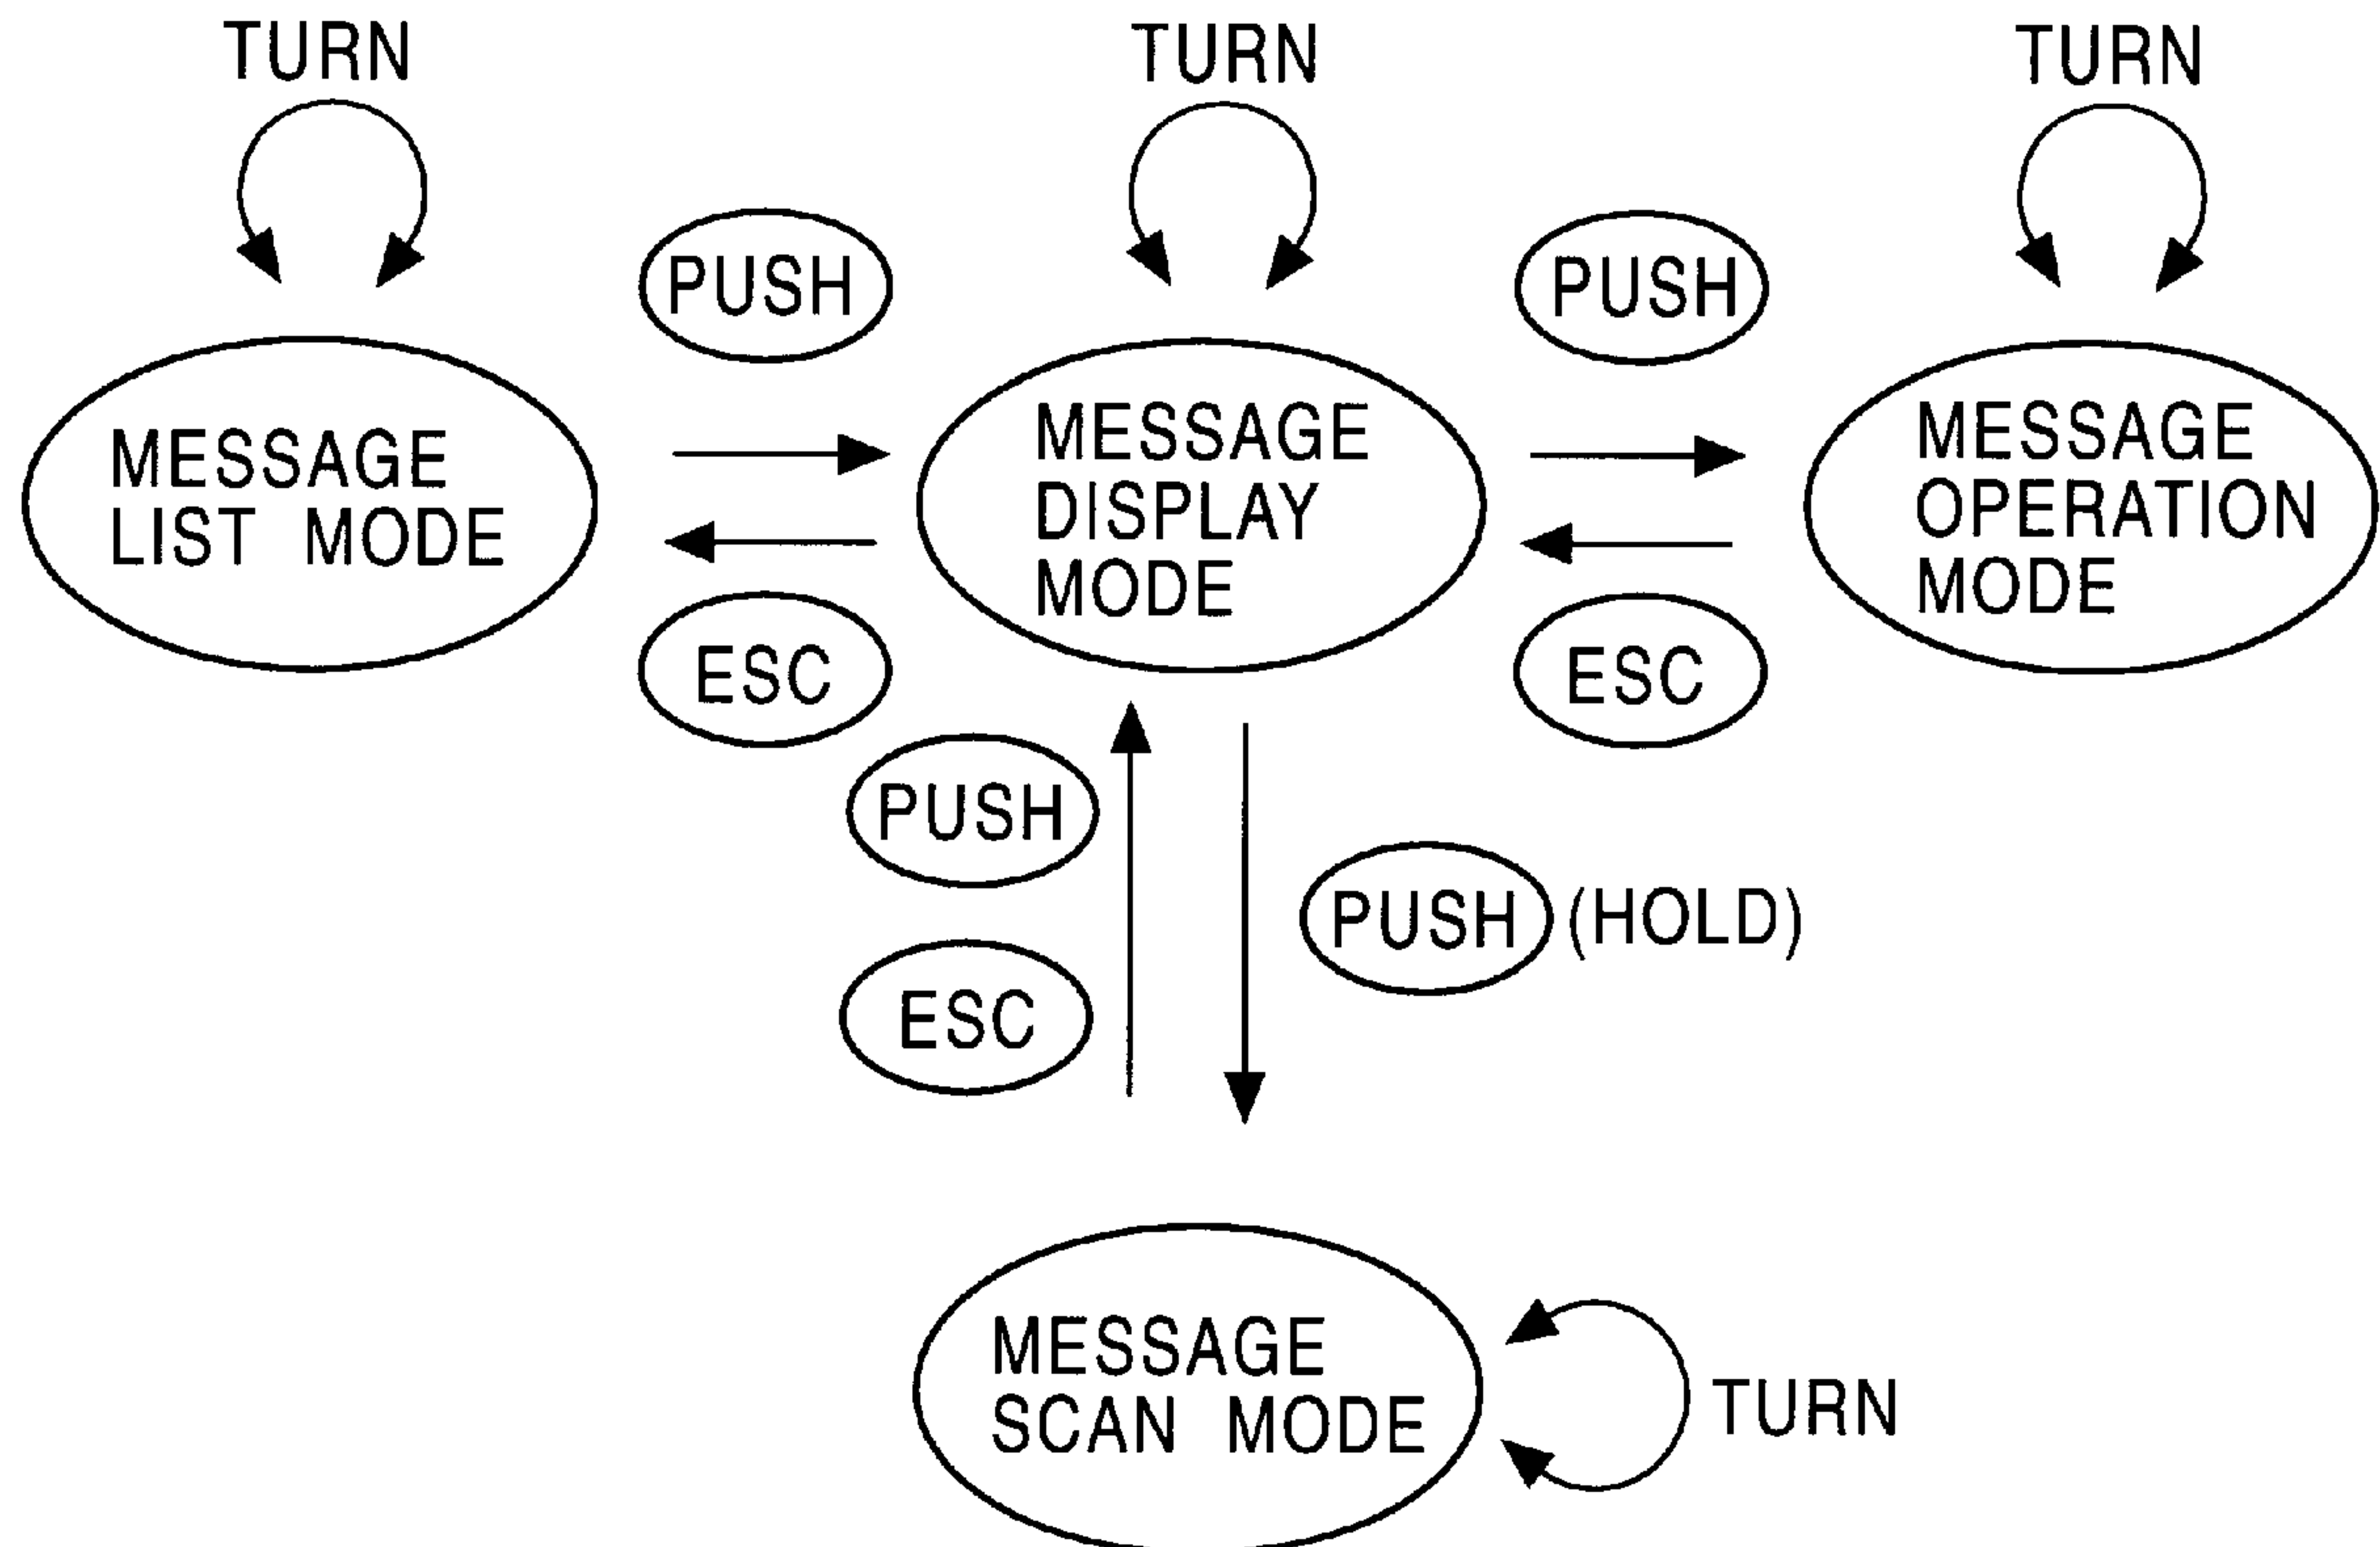 TURN
TURN
TURN
PUSH
PUSH
MESSAGE
LIST MODE
MESSAGE
DISPLAY
MODE
MESSAGE
OPERATION
MODE
ESC
ESC
PUSH
PUSH (HOLD)
ESC
MESSAGE
SCAN MODE
TURN